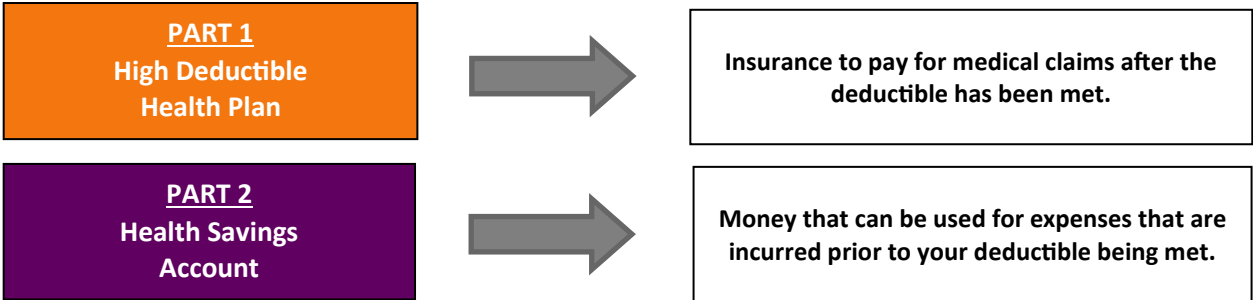 PART 1
High Deductible
Health Plan
Insurance to pay for medical claims after the
deductible has been met.
PART 2
Health Savings
Account
Money that can be used for expenses that are
incurred prior to your deductible being met.